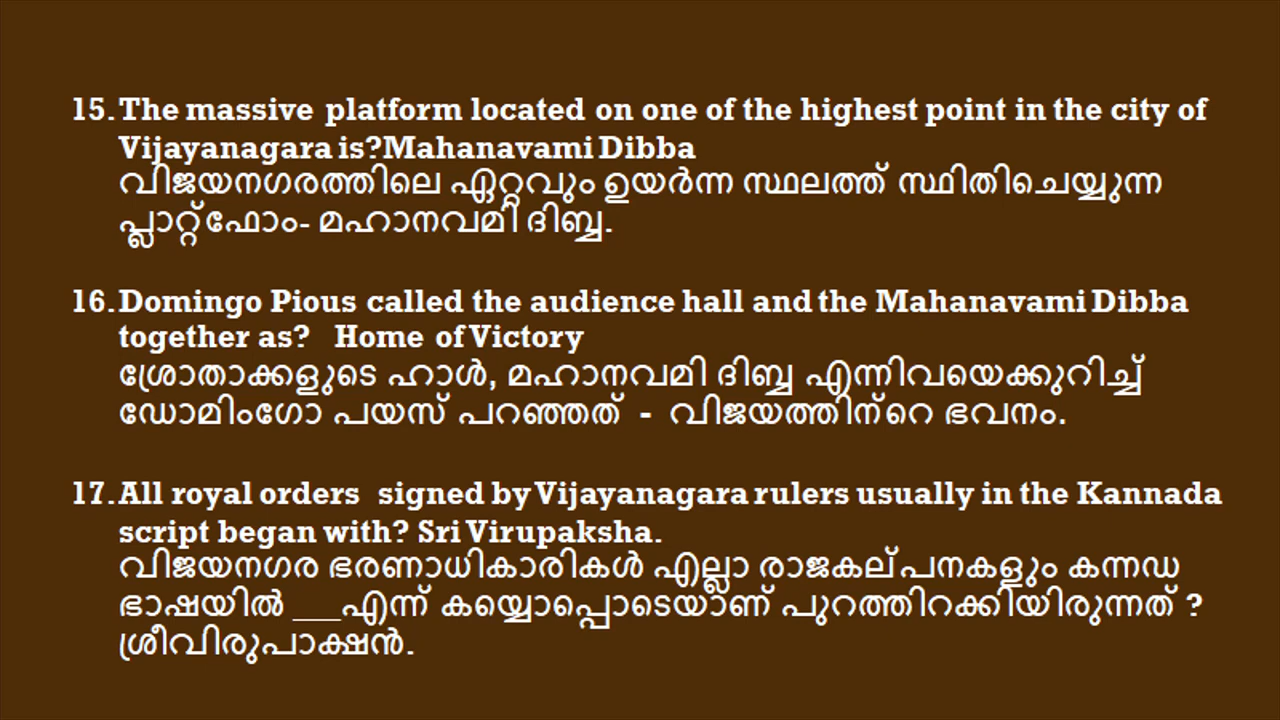 15. The massive platform located on one of the highest point in the city of
Vijayanagara is?Mahanavami Dibba
വിജയനഗരത്തിലെ ഏറ്റവും ഉയർന്ന സ്ഥലത്ത് സ്ഥിതിചെയ്യുന്ന
പ്ലാറ്റ്ഫോം- മഹാനവമി ദിബ്ബ.
16. Domingo Pious called the audience hall and the Mahanavami Dibba
together as? Home of Victory
ശ്രോതാക്കളുടെ ഹാൾ, മഹാനവമി ദിബ്ബ എന്നിവയെക്കുറിച്ച്
ഡോമിംഗോ പയസ് പറഞ്ഞത് - വിജയത്തിന്റെ ഭവനം.
17. All royal orders signed by Vijayanagara rulers usually in the Kannada
script began with? Sri Virupaksha.
വിജയനഗര ഭരണാധികാരികൾ എല്ലാ രാജകല്പനകളും കന്നഡ
ഭാഷയിൽ ___എന്ന് കയ്യൊപ്പൊടെയാണ് പുറത്തിറക്കിയിരുന്നത് ?
ശ്രീവിരുപാക്ഷൻ.